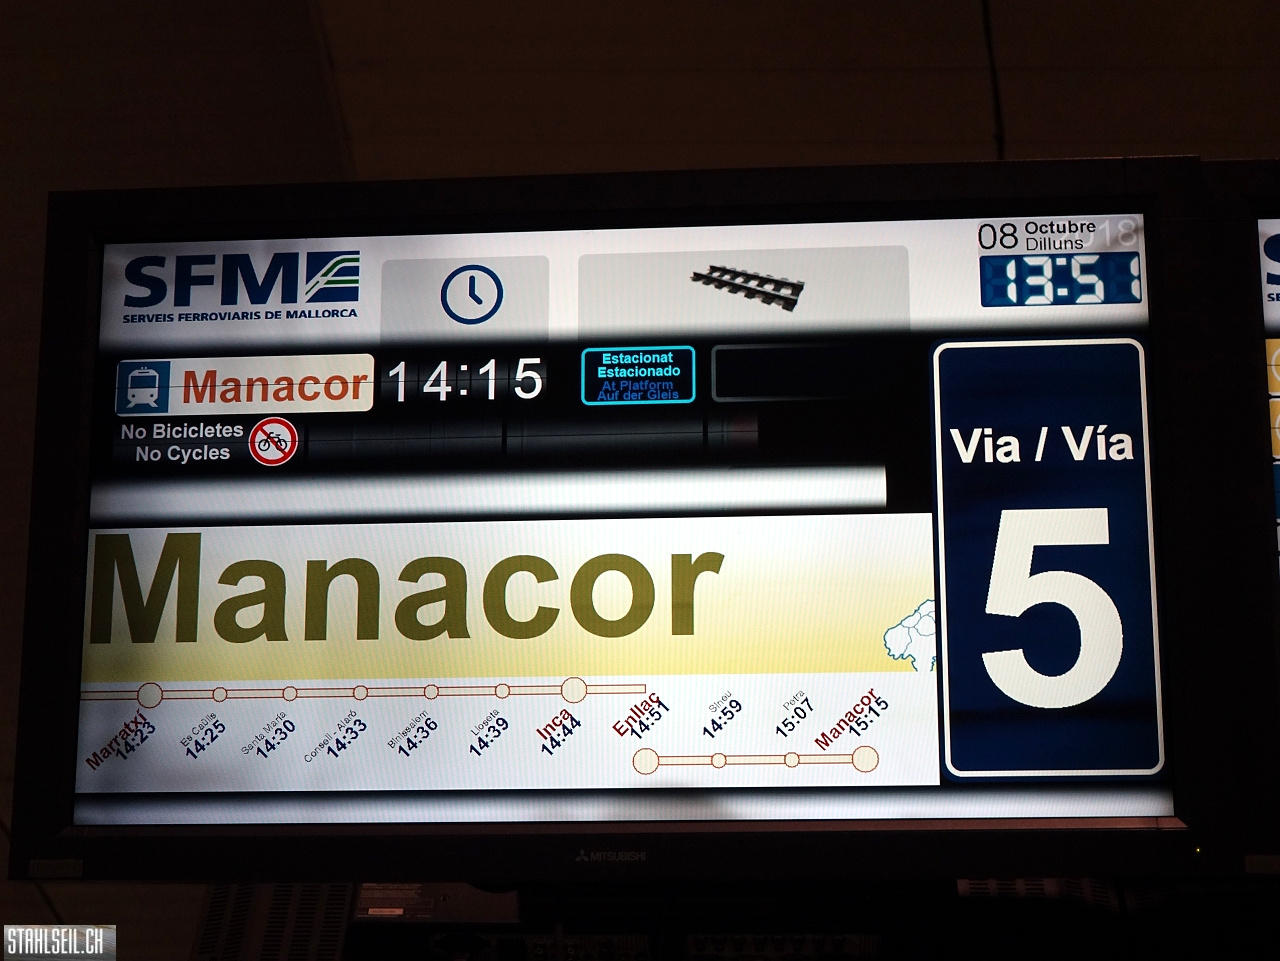 08 Octubre
Dilluns
2018
13:51
SFM
SERVEIS FERROVIARIS DE MALLORCA
Manacor 14:15
Estacionat
Estacionado
At Platform
Auf der Gleis
No Bicicletes
No Cycles
Via / Vía
5
Manacor
Marratxí 14:23
Es Caülls 14:25
Santa María 14:30
Consell - Alaró 14:33
Binissalem 14:36
Lloseta 14:39
Inca 14:44
Enllaç 14:51
Sineu 14:59
Petra 15:07
Manacor 15:15
MITSUBISHI
STAHLSEIL.CH